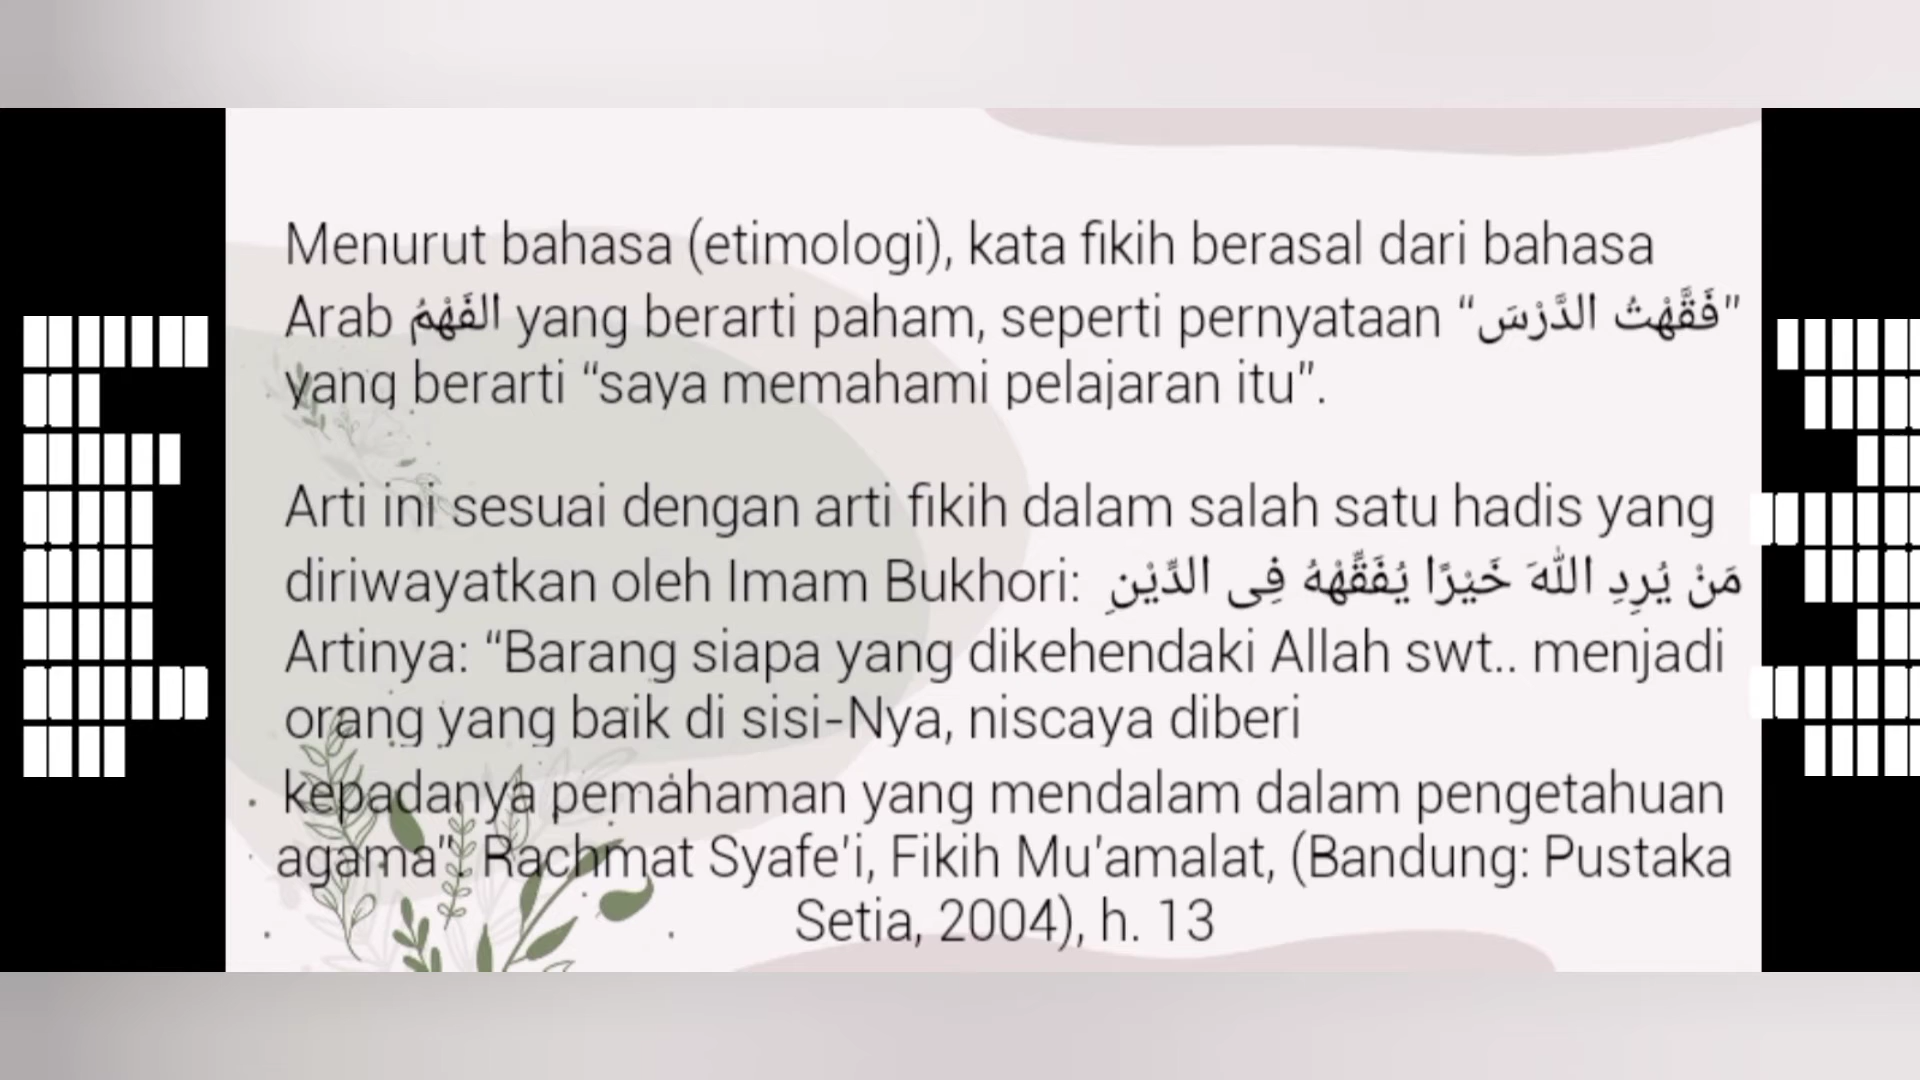 Menurut bahasa (etimologi), kata fikih berasal dari bahasa
Arab الفَهْمُ yang berarti paham, seperti pernyataan “فَقَّهْتُ الدَّرْسَ”
yang berarti “saya memahami pelajaran itu”.
Arti ini sesuai dengan arti fikih dalam salah satu hadis yang
diriwayatkan oleh Imam Bukhori: مَنْ يُرِدِ اللهَ خَيْرًا يُفَقِّهْهُ فِى الدِّيْنِ
Artinya: “Barang siapa yang dikehendaki Allah swt.. menjadi
orang yang baik di sisi-Nya, niscaya diberi
kepadanya pemahaman yang mendalam dalam pengetahuan
agama”. Rachmat Syafe'i, Fikih Mu'amalat, (Bandung: Pustaka
Setia, 2004), h. 13